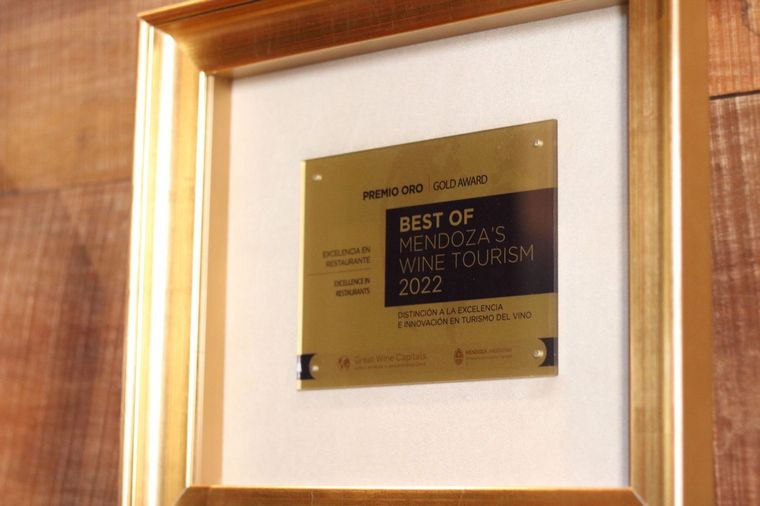 PREMIO ORO | GOLD AWARD
BEST OF
MENDOZA'S
WINE TOURISM
2022
EXCELENCIA EN
RESTAURANTE
EXCELLENCE IN
RESTAURANTS
DISTINCIÓN A LA EXCELENCIA
E INNOVACIÓN EN TURISMO DEL VINO
Great Wine Capitals
MENDOZA ARGENTINA